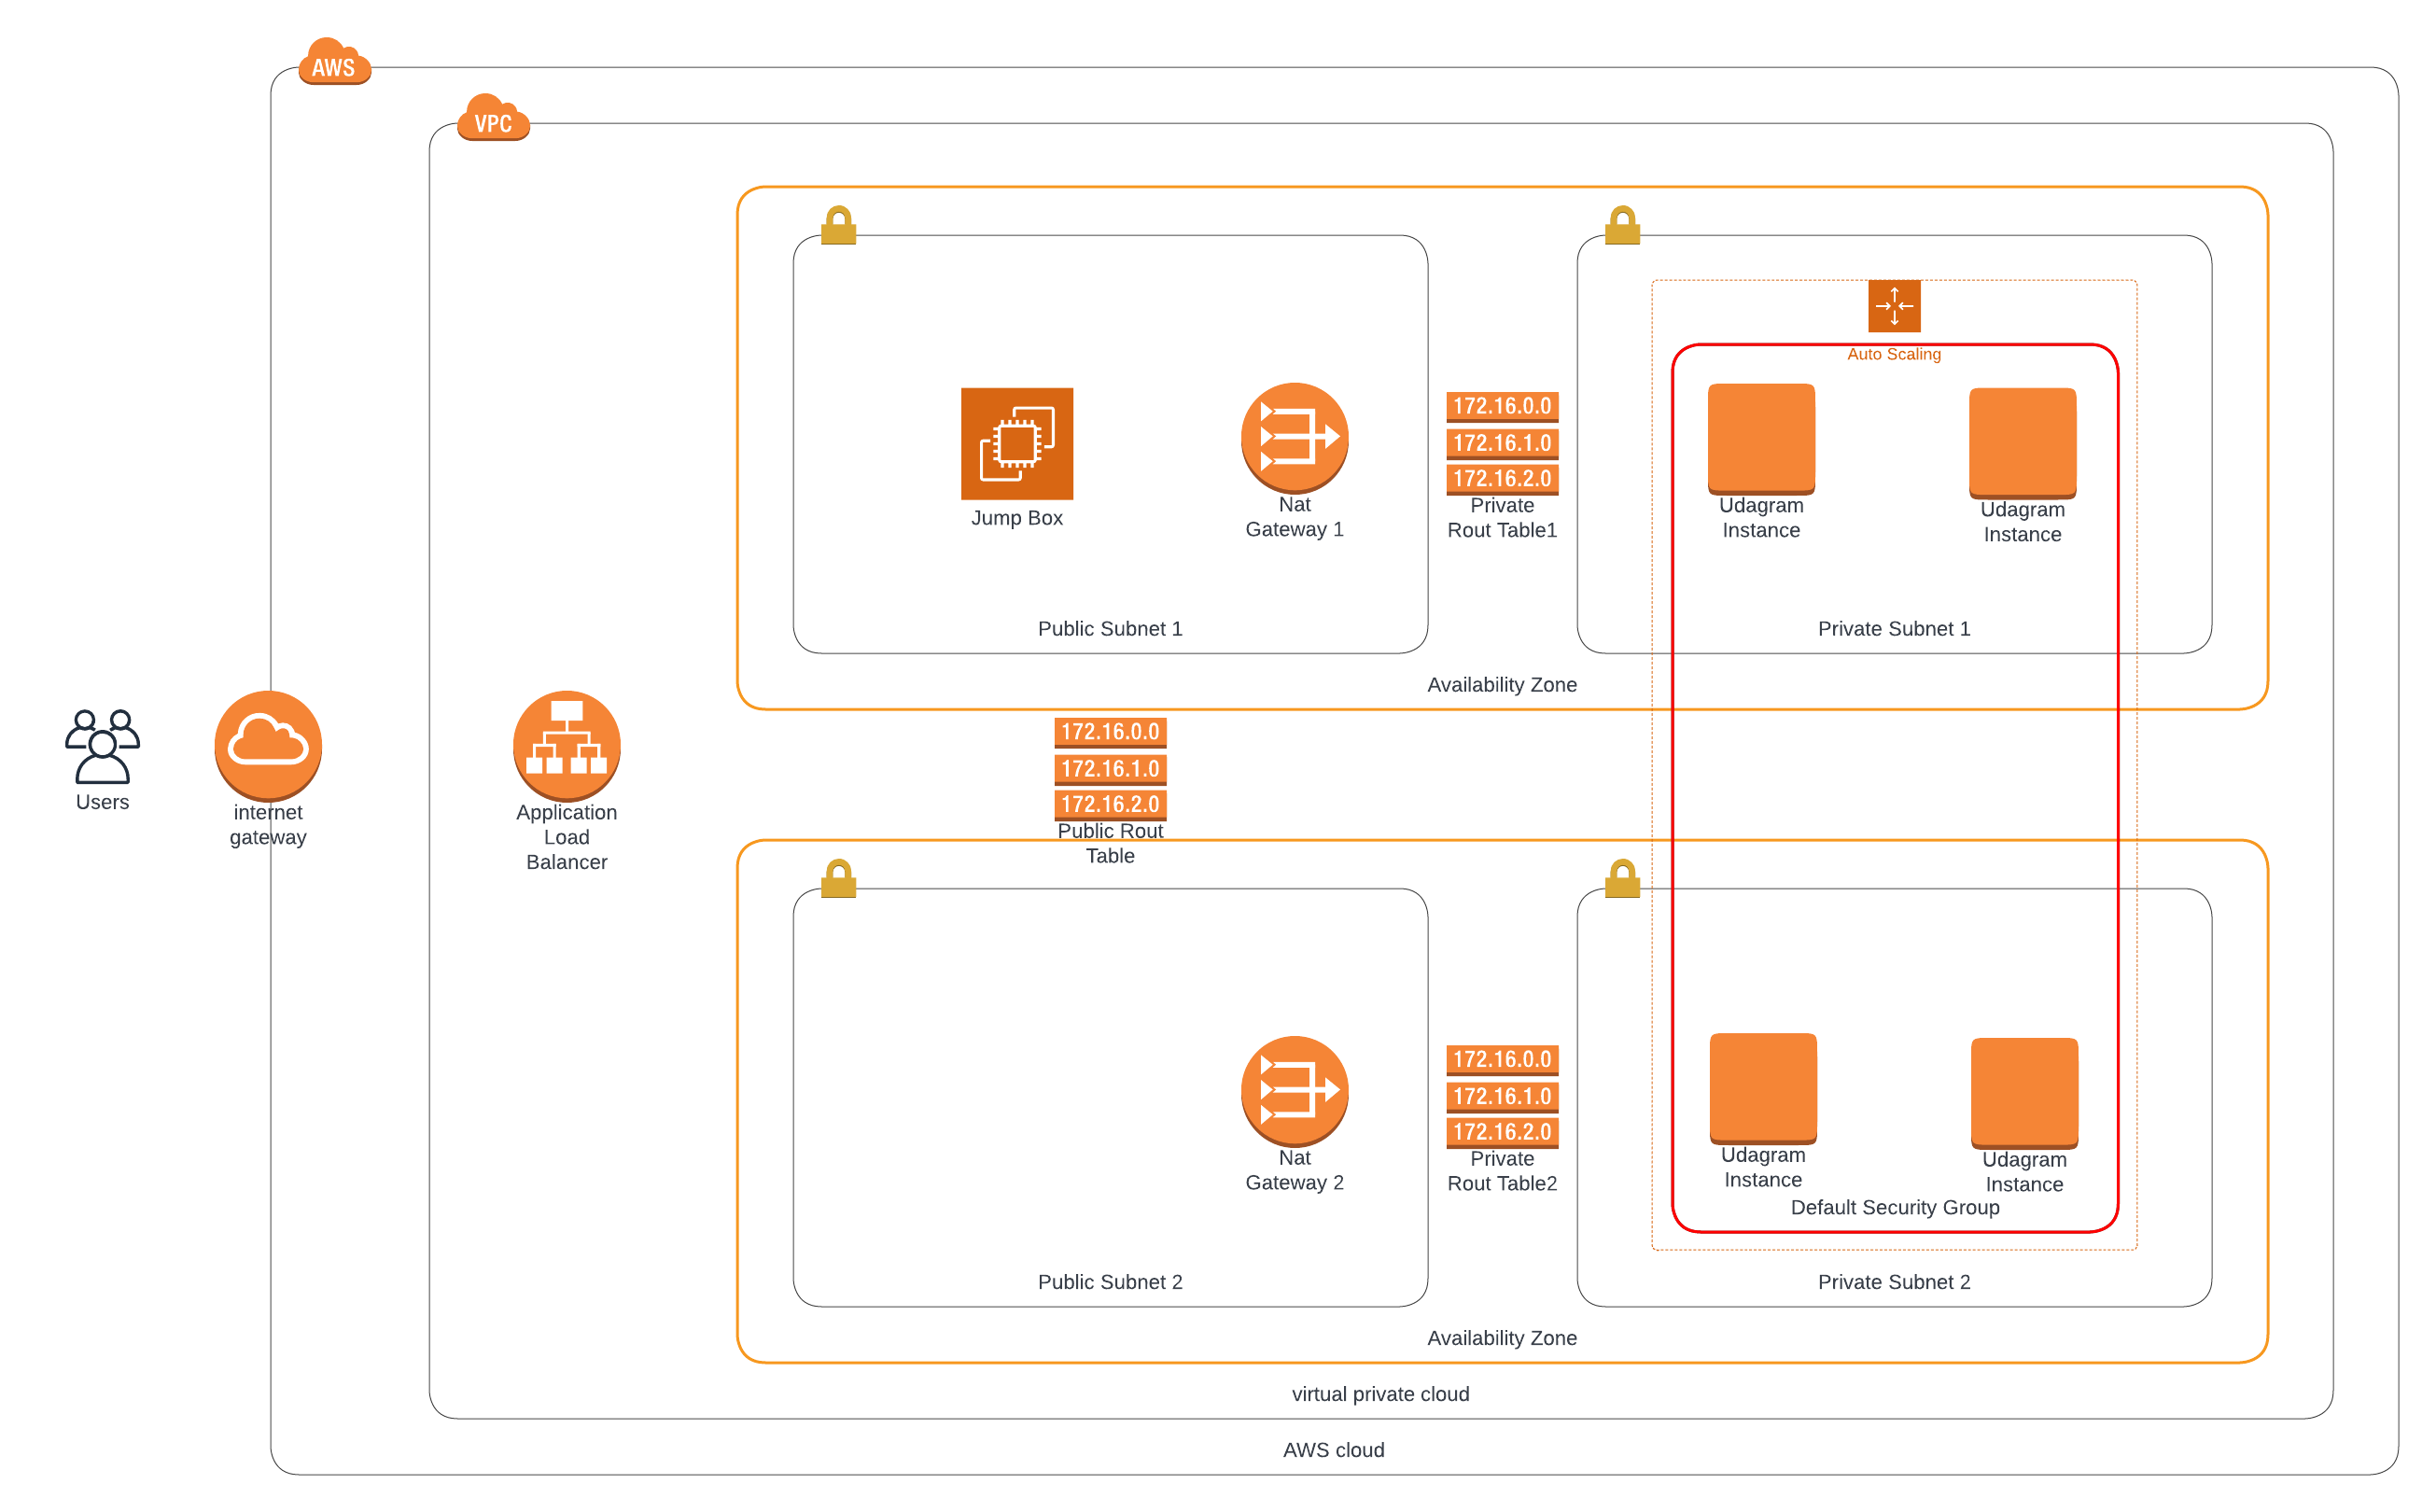 AWS
VPC
Auto Scaling
172.16.0.0
172.16.1.0
172.16.2.0
Jump Box
Nat
Gateway 1
Private
Rout Table1
Udagram
Instance
Udagram
Instance
Public Subnet 1
Private Subnet 1
Availability Zone
Users
internet
gateway
Application
Load
Balancer
172.16.0.0
172.16.1.0
172.16.2.0
Public Rout
Table
172.16.0.0
172.16.1.0
172.16.2.0
Nat
Gateway 2
Private
Rout Table2
Udagram
Instance
Udagram
Instance
Default Security Group
Public Subnet 2
Private Subnet 2
Availability Zone
virtual private cloud
AWS cloud